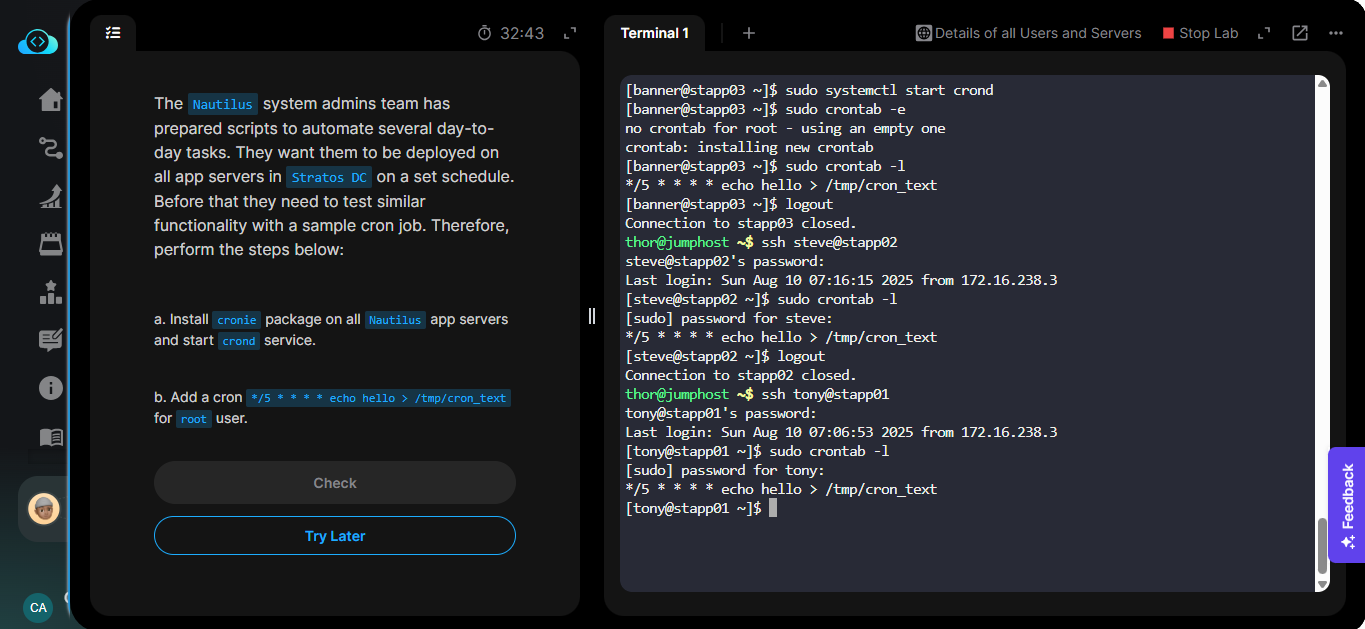 32:43
Terminal 1
+
Details of all Users and Servers
Stop Lab
The Nautilus system admins team has
prepared scripts to automate several day-to-
day tasks. They want them to be deployed on
all app servers in Stratos DC on a set schedule.
Before that they need to test similar
functionality with a sample cron job. Therefore,
perform the steps below:
a. Install cronie package on all Nautilus app servers
and start crond service.
b. Add a cron */5 * * * * echo hello > /tmp/cron_text
for root user.
Check
Try Later
CA
[banner@stapp03 ~]$ sudo systemctl start crond
[banner@stapp03 ~]$ sudo crontab -e
no crontab for root - using an empty one
crontab: installing new crontab
[banner@stapp03 ~]$ sudo crontab -l
*/5 * * * * echo hello > /tmp/cron_text
[banner@stapp03 ~]$ logout
Connection to stapp03 closed.
thor@jumphost ~$ ssh steve@stapp02
steve@stapp02's password:
Last login: Sun Aug 10 07:16:15 2025 from 172.16.238.3
[steve@stapp02 ~]$ sudo crontab -l
[sudo] password for steve:
*/5 * * * * echo hello > /tmp/cron_text
[steve@stapp02 ~]$ logout
Connection to stapp02 closed.
thor@jumphost ~$ ssh tony@stapp01
tony@stapp01's password:
Last login: Sun Aug 10 07:06:53 2025 from 172.16.238.3
[tony@stapp01 ~]$ sudo crontab -l
[sudo] password for tony:
*/5 * * * * echo hello > /tmp/cron_text
[tony@stapp01 ~]$
Feedback